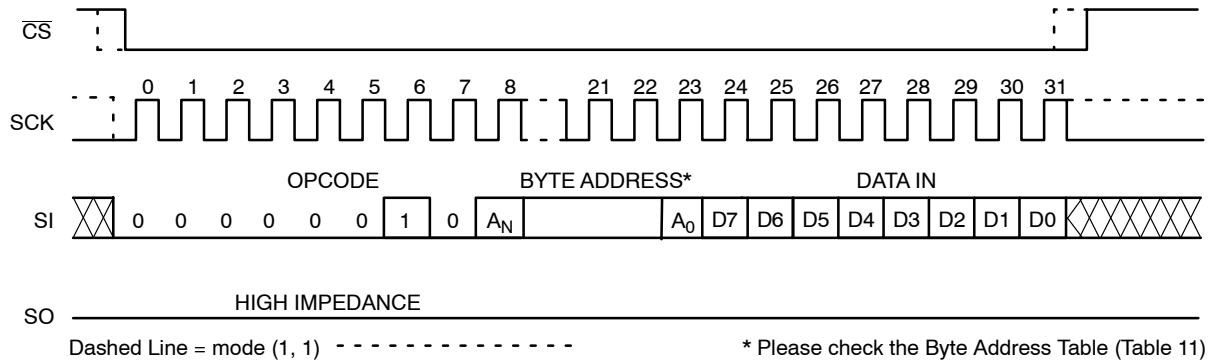 CS
0 1 2 3 4 5 6 7 8 21 22 23 24 25 26 27 28 29 30 31
SCK
OPCODE BYTE ADDRESS* DATA IN
SI 0 0 0 0 0 0 1 0 AN A0 D7 D6 D5 D4 D3 D2 D1 D0
HIGH IMPEDANCE
SO
Dashed Line = mode (1, 1) * Please check the Byte Address Table (Table 11)